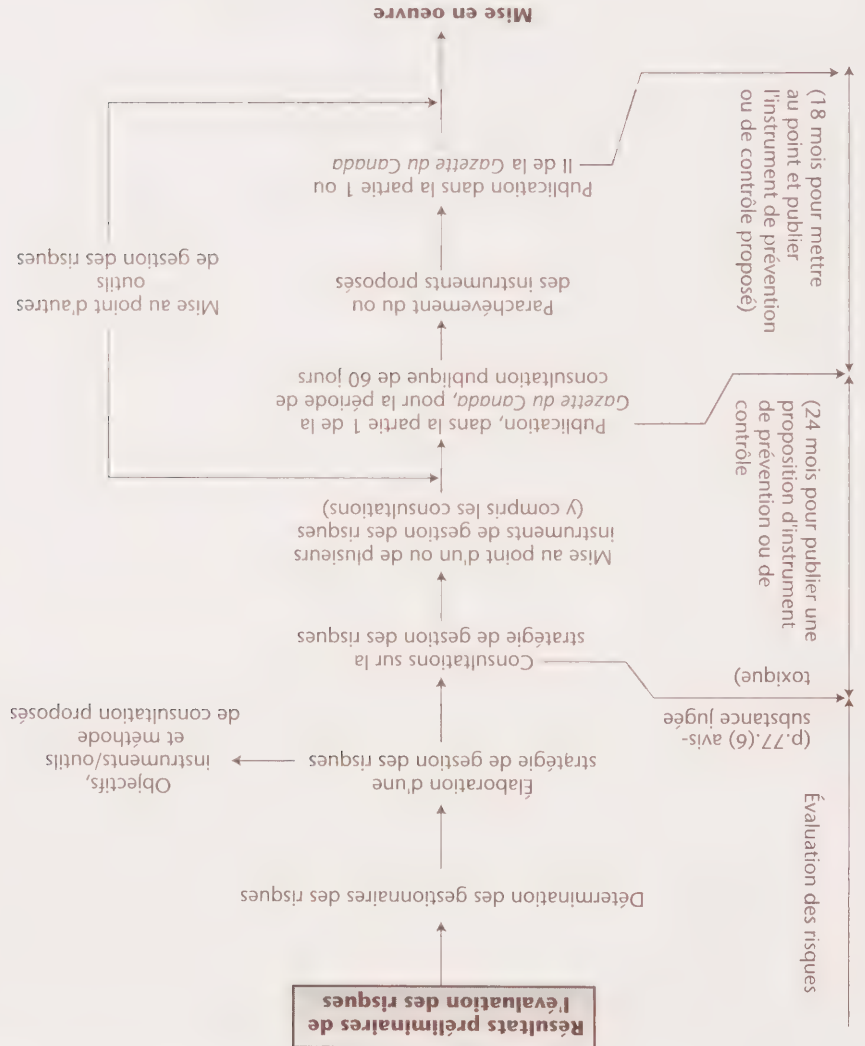 Résultats préliminaires de
l'évaluation des risques
Détermination des gestionnaires des risques
Élaboration d'une
stratégie de gestion des risques
Objectifs,
instruments/outils
et méthode
de consultation proposés
Consultations sur la
stratégie de gestion des risques
Mise au point d'un ou de plusieurs
instruments de gestion des risques
(y compris les consultations)
Publication, dans la partie 1 de la
Gazette du Canada, pour la période de
consultation publique de 60 jours
Parachèvement du ou
des instruments proposés
Publication dans la partie 1 ou
II de la Gazette du Canada
Mise en oeuvre
Mise au point d'autres
outils
de gestion des risques
Évaluation des risques
(p.77.(6) avis-
substance jugée
toxique)
(24 mois pour publier une
proposition d'instrument
de prévention ou de
contrôle
(18 mois pour mettre
au point et publier
l'instrument de prévention
ou de contrôle proposé)